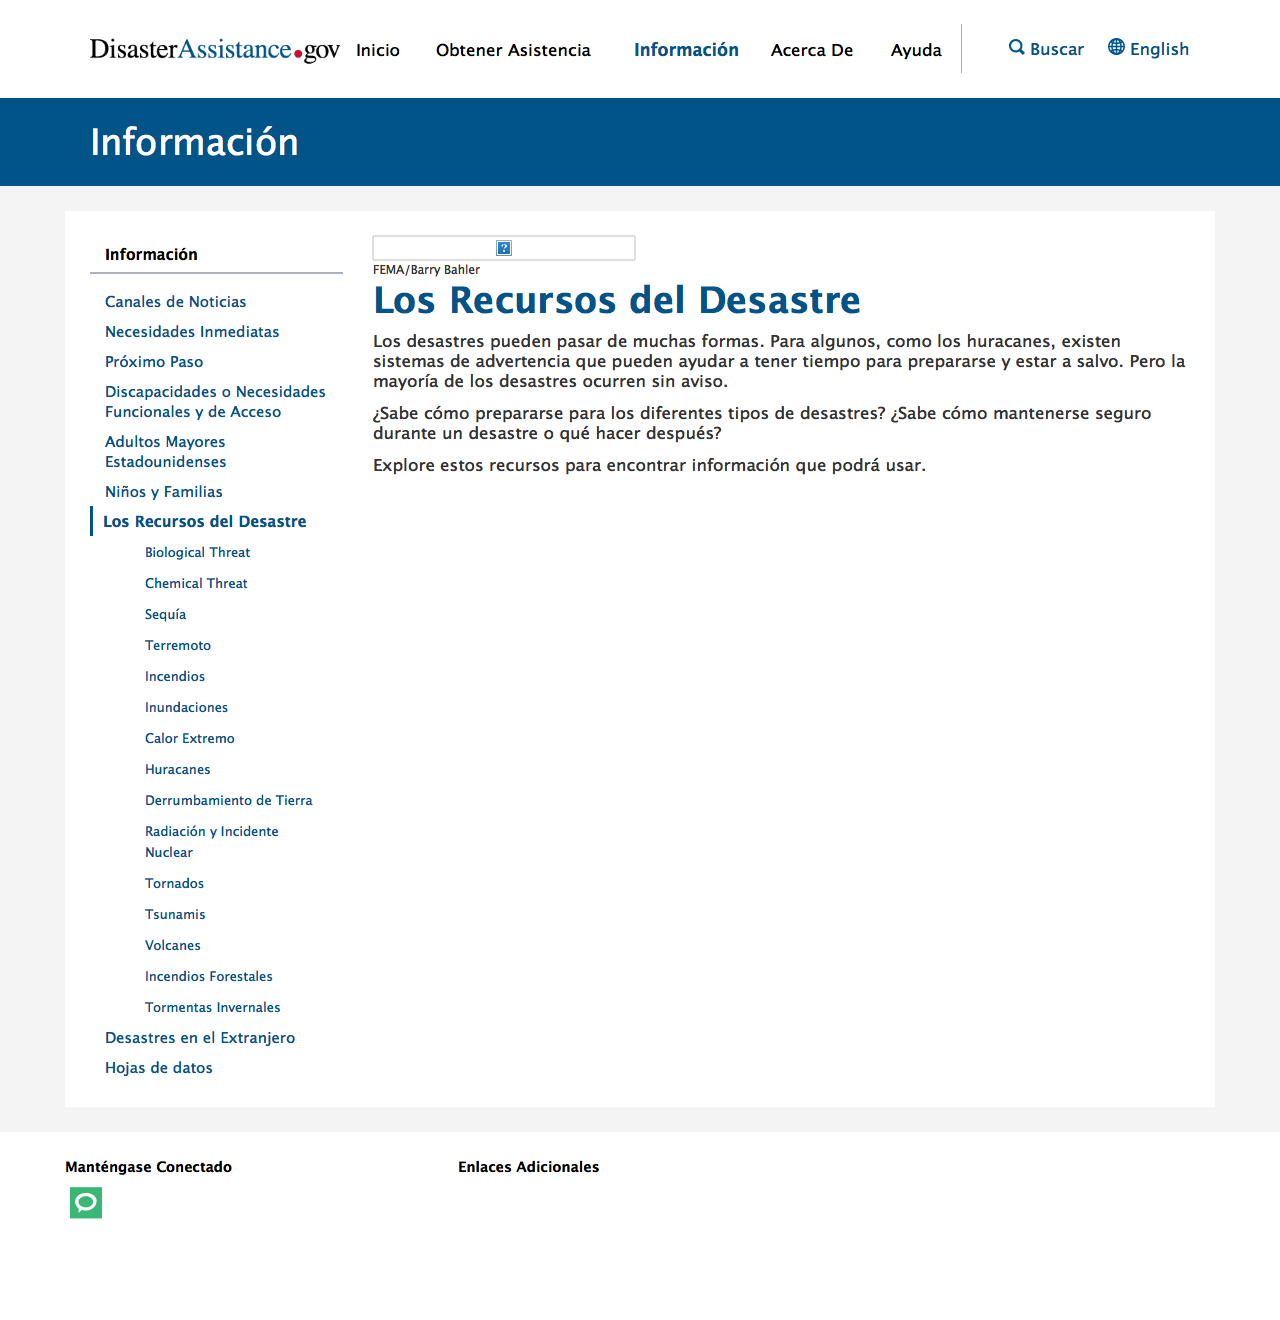 DisasterAssistance.gov
Inicio
Obtener Asistencia
Información
Acerca De
Ayuda
Buscar
English
Información
Información
Canales de Noticias
Necesidades Inmediatas
Próximo Paso
Discapacidades o Necesidades
Funcionales y de Acceso
Adultos Mayores
Estadounidenses
Niños y Familias
Los Recursos del Desastre
Biological Threat
Chemical Threat
Sequía
Terremoto
Incendios
Inundaciones
Calor Extremo
Huracanes
Derrumbamiento de Tierra
Radiación y Incidente
Nuclear
Tornados
Tsunamis
Volcanes
Incendios Forestales
Tormentas Invernales
Desastres en el Extranjero
Hojas de datos
FEMA/Barry Bahler
Los Recursos del Desastre
Los desastres pueden pasar de muchas formas. Para algunos, como los huracanes, existen
sistemas de advertencia que pueden ayudar a tener tiempo para prepararse y estar a salvo. Pero la
mayoría de los desastres ocurren sin aviso.
¿Sabe cómo prepararse para los diferentes tipos de desastres? ¿Sabe cómo mantenerse seguro
durante un desastre o qué hacer después?
Explore estos recursos para encontrar información que podrá usar.
Manténgase Conectado
Enlaces Adicionales